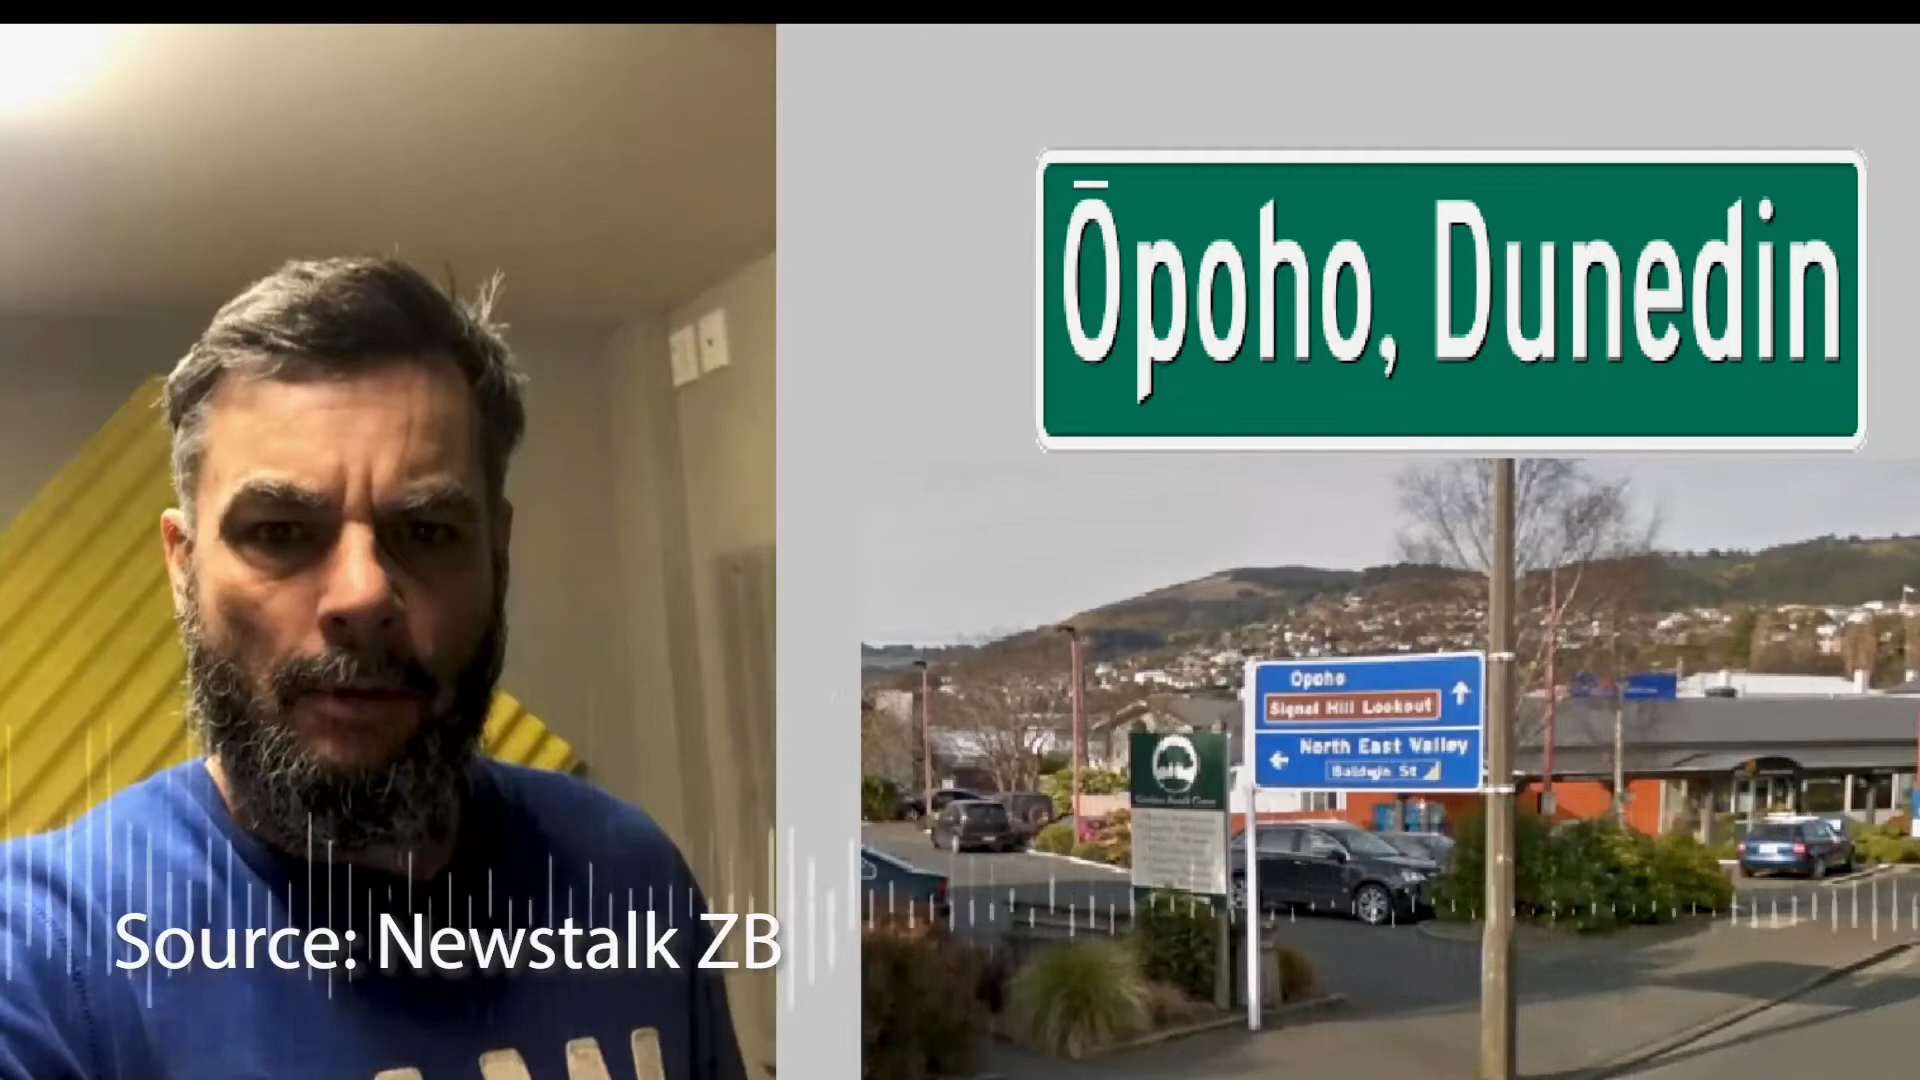 Ōpoho, Dunedin
Opoho
Signal Hill Lookout
North East Valley
Baldwin St
Source: Newstalk ZB